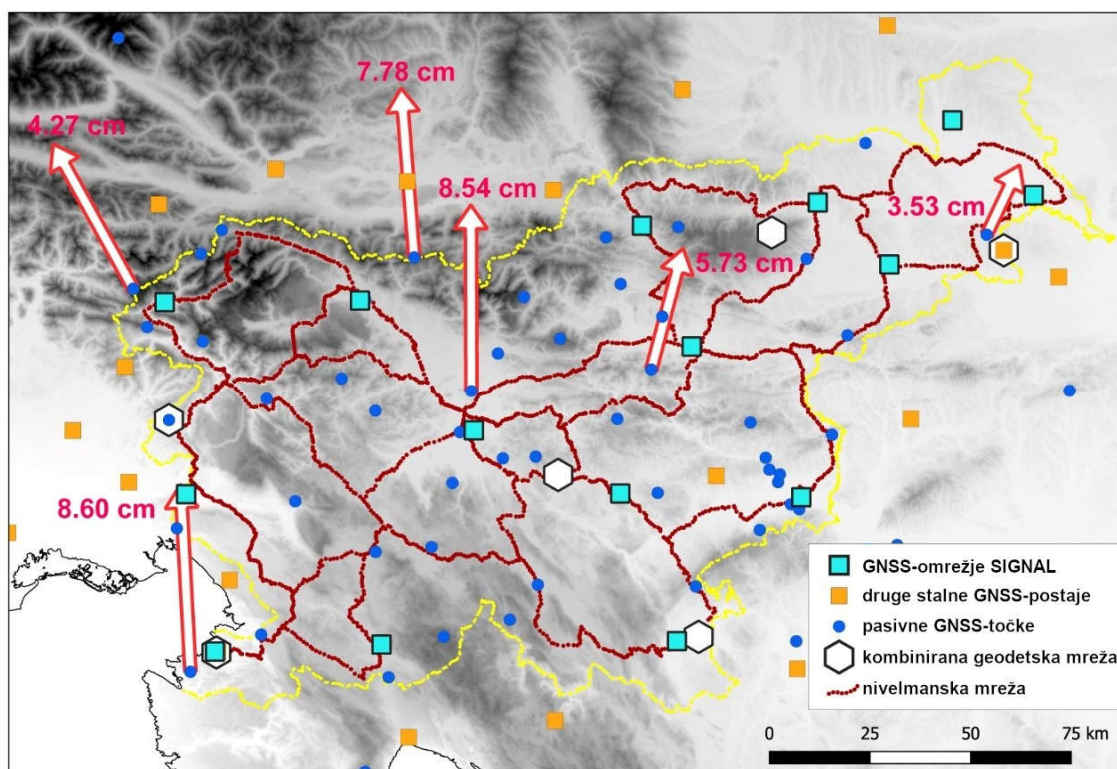 7.78 cm
4.27 cm
8.54 cm
3.53 cm
5.73 cm
8.60 cm
GNSS-omrežje SIGNAL
druge stalne GNSS-postaje
pasivne GNSS-točke
kombinirana geodetska mreža
nivelmanska mreža
0 25 50 75 km